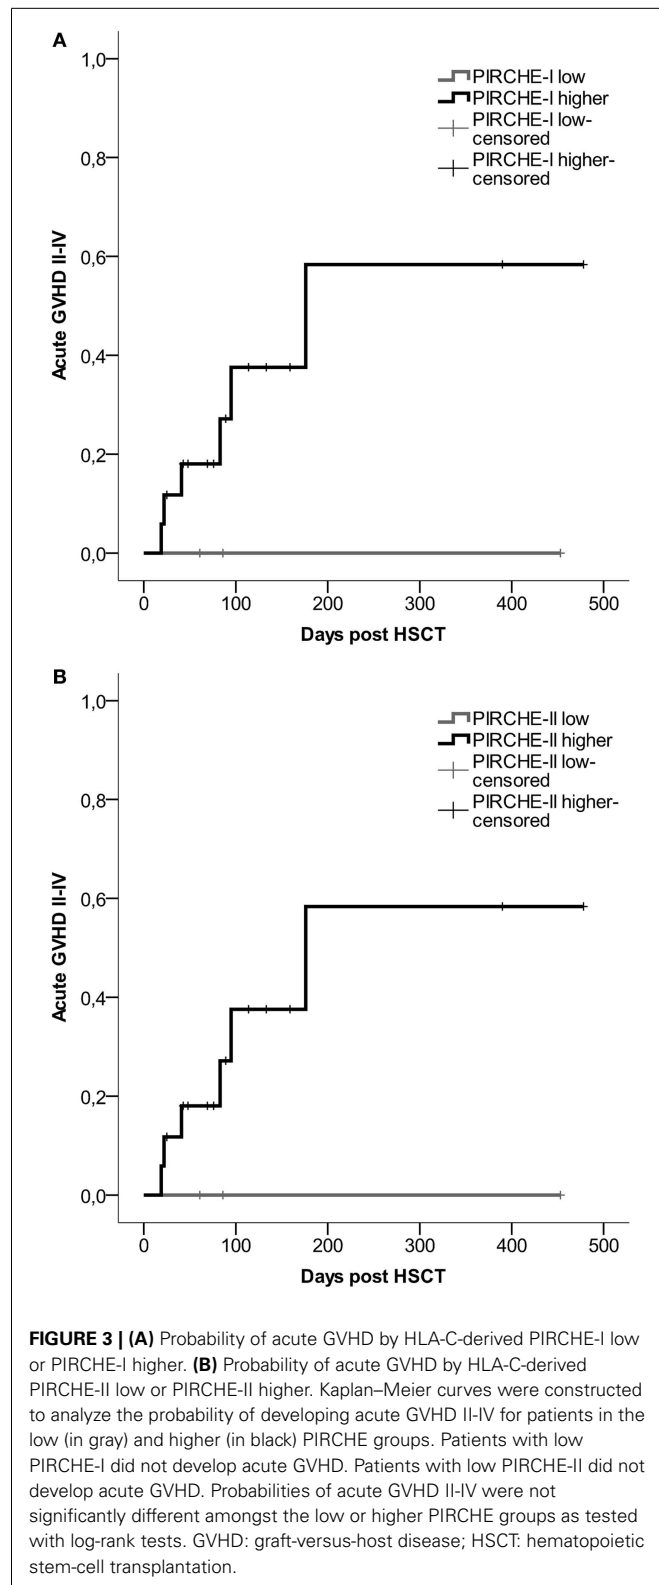 A
1,0
0,8
0,6
0,4
0,2
0,0
Acute GVHD II-IV
PIRCHE-I low
PIRCHE-I higher
PIRCHE-I low-
censored
PIRCHE-I higher-
censored
0 100 200 300 400 500
Days post HSCT
B
1,0
0,8
0,6
0,4
0,2
0,0
Acute GVHD II-IV
PIRCHE-II low
PIRCHE-II higher
PIRCHE-II low-
censored
PIRCHE-II higher-
censored
0 100 200 300 400 500
Days post HSCT
FIGURE 3 | (A) Probability of acute GVHD by HLA-C-derived PIRCHE-I low
or PIRCHE-I higher. (B) Probability of acute GVHD by HLA-C-derived
PIRCHE-II low or PIRCHE-II higher. Kaplan–Meier curves were constructed
to analyze the probability of developing acute GVHD II-IV for patients in the
low (in gray) and higher (in black) PIRCHE groups. Patients with low
PIRCHE-I did not develop acute GVHD. Patients with low PIRCHE-II did not
develop acute GVHD. Probabilities of acute GVHD II-IV were not
significantly different amongst the low or higher PIRCHE groups as tested
with log-rank tests. GVHD: graft-versus-host disease; HSCT: hematopoietic
stem-cell transplantation.